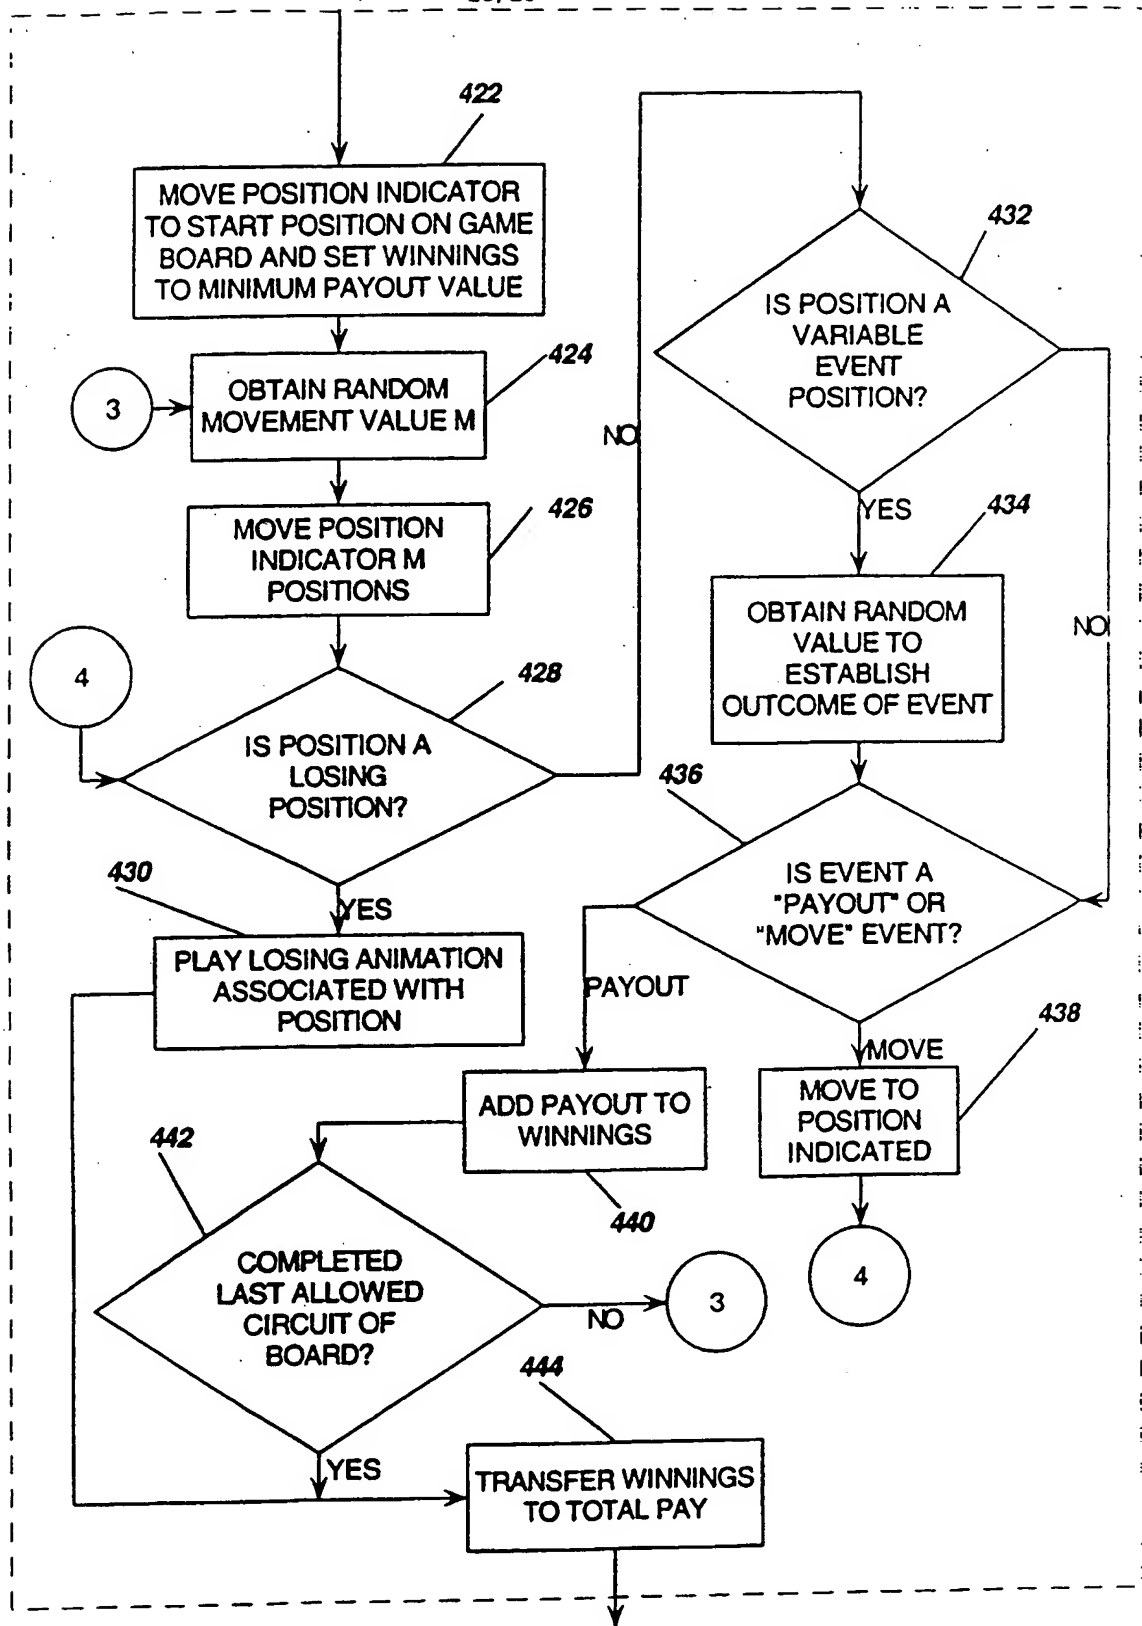 422
MOVE POSITION INDICATOR
TO START POSITION ON GAME
BOARD AND SET WINNINGS
TO MINIMUM PAYOUT VALUE
424
3
OBTAIN RANDOM
MOVEMENT VALUE M
426
MOVE POSITION
INDICATOR M
POSITIONS
4
428
IS POSITION A
LOSING
POSITION?
NO
430
YES
PLAY LOSING ANIMATION
ASSOCIATED WITH
POSITION
432
IS POSITION A
VARIABLE
EVENT
POSITION?
YES
NO
434
OBTAIN RANDOM
VALUE TO
ESTABLISH
OUTCOME OF EVENT
436
IS EVENT A
"PAYOUT" OR
"MOVE" EVENT?
PAYOUT
MOVE
438
MOVE TO
POSITION
INDICATED
4
ADD PAYOUT TO
WINNINGS
440
442
COMPLETED
LAST ALLOWED
CIRCUIT OF
BOARD?
NO
3
YES
444
TRANSFER WINNINGS
TO TOTAL PAY